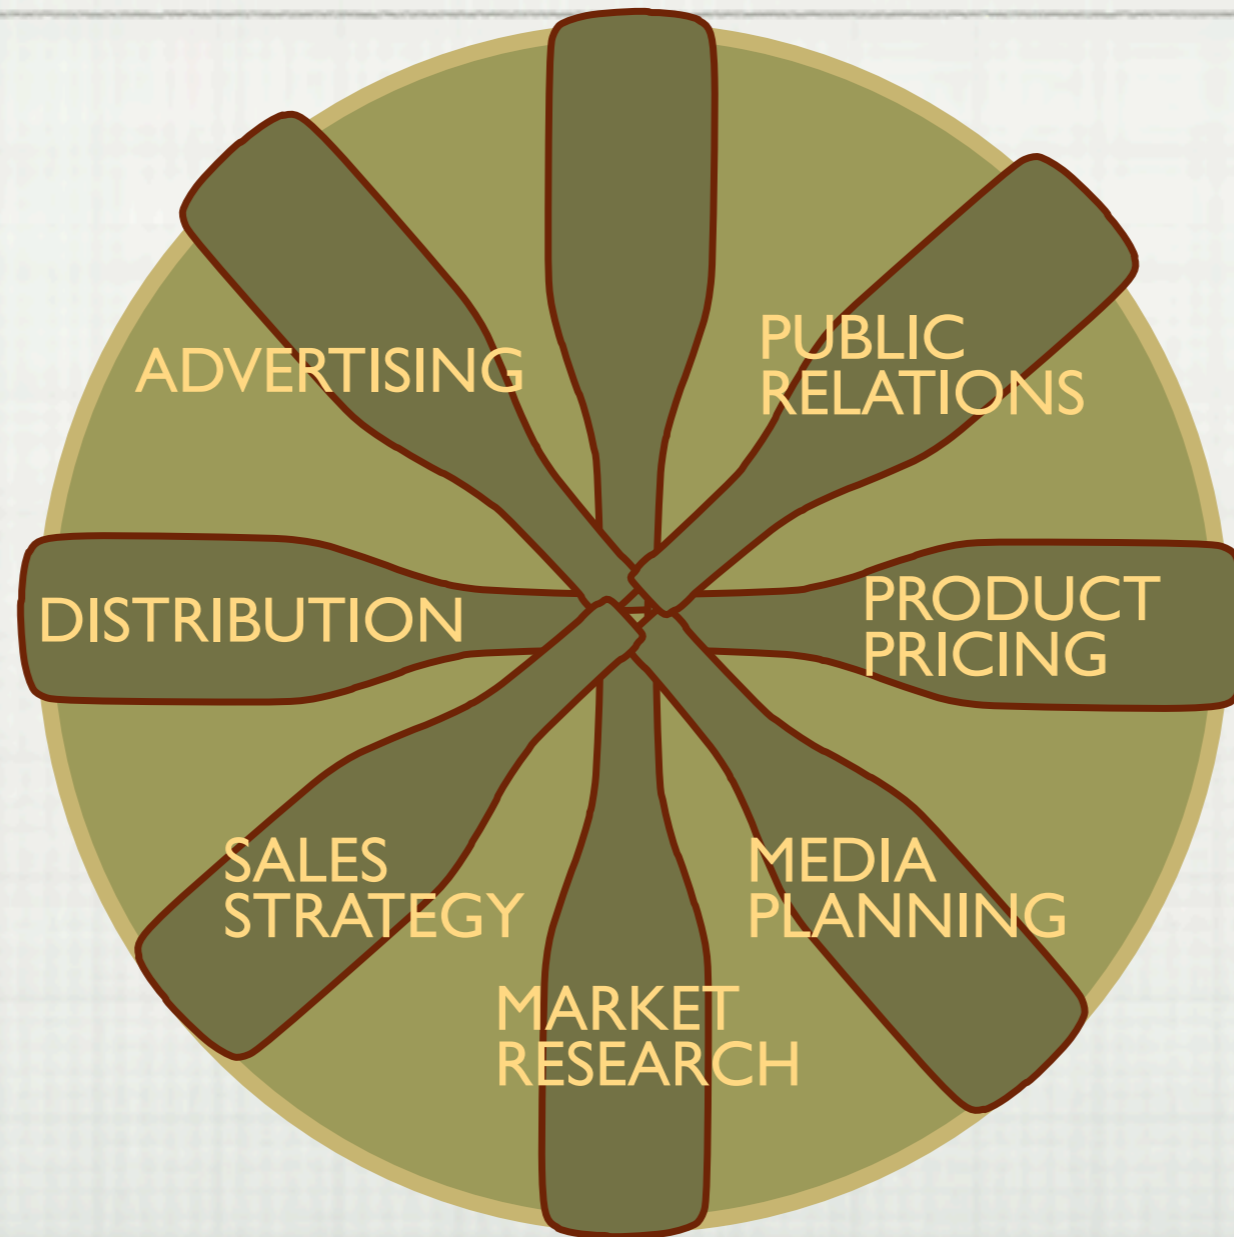 PUBLIC
RELATIONS
ADVERTISING
PRODUCT
PRICING
DISTRIBUTION
SALES
STRATEGY
MEDIA
PLANNING
MARKET
RESEARCH